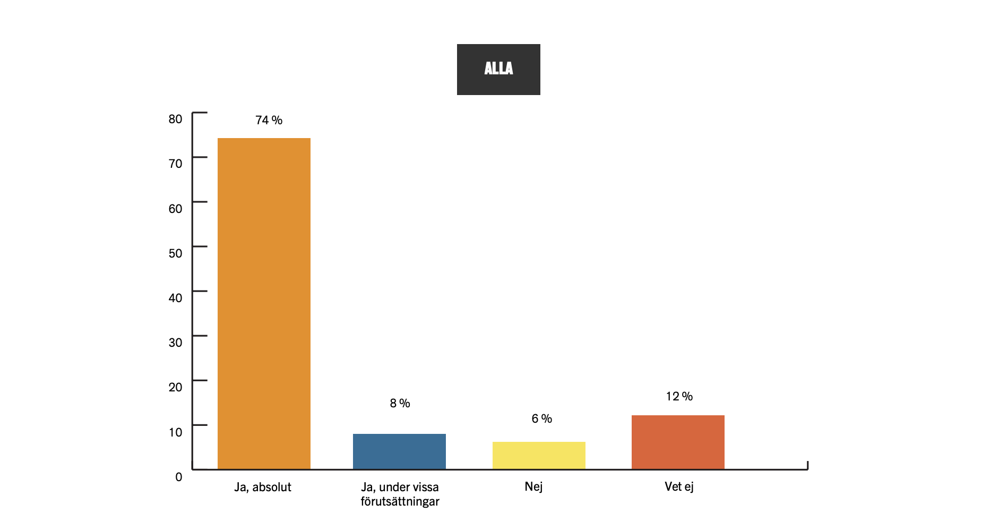 ALLA
80
74 %
70
60
50
40
30
20
12 %
8 %
6 %
10
0
Ja, absolut
Ja, under vissa
förutsättningar
Nej
Vet ej